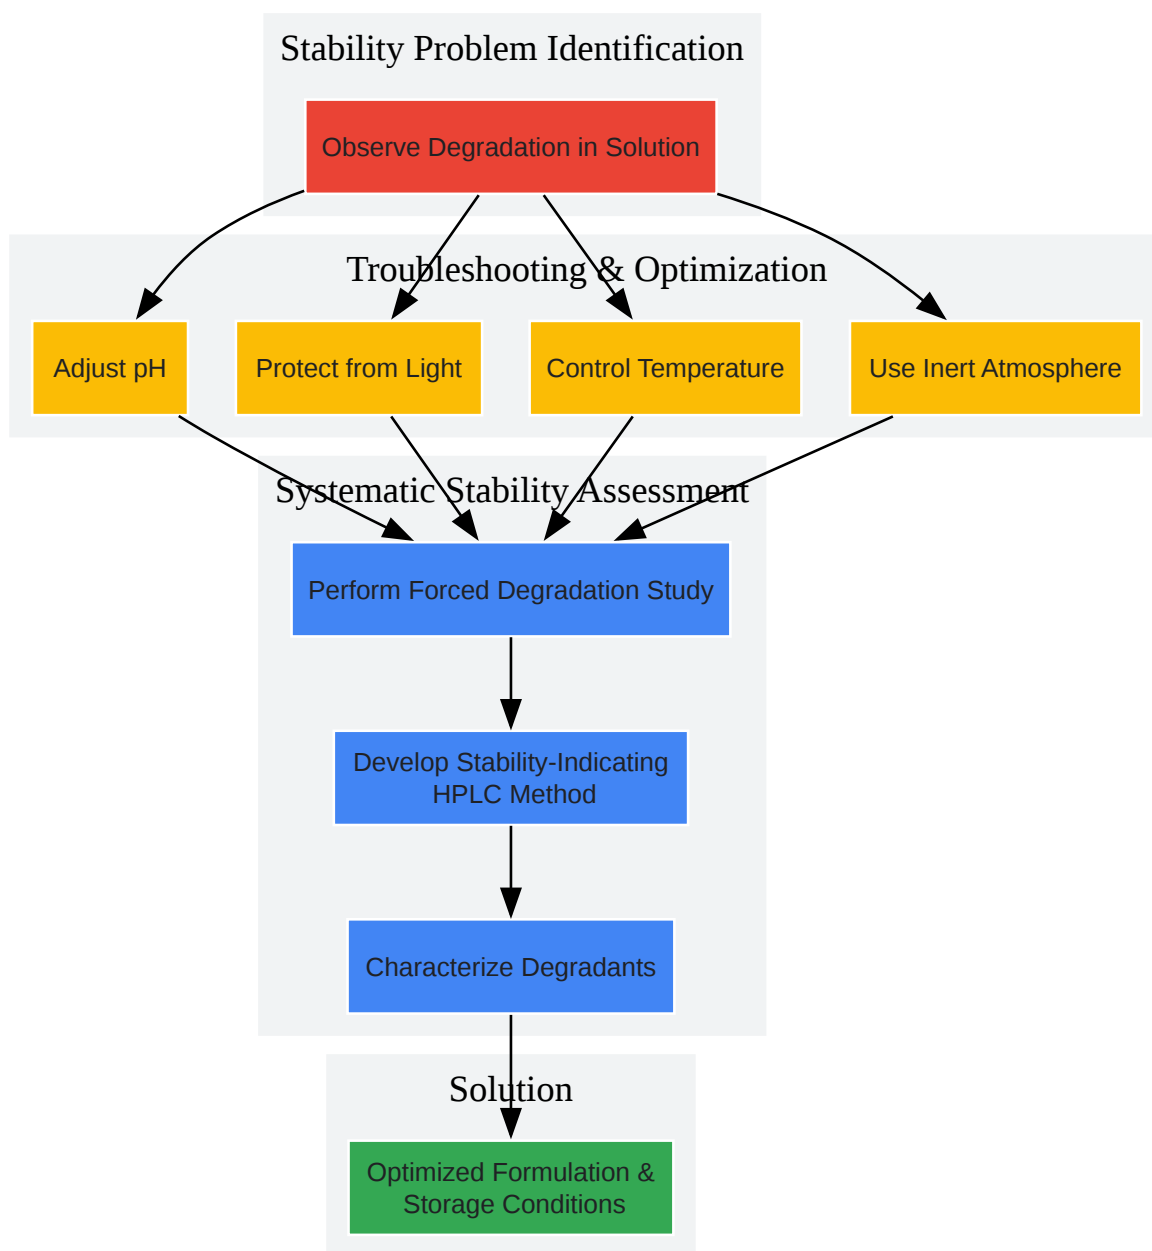 Stability Problem Identification
Observe Degradation in Solution
Troubleshooting & Optimization
Adjust pH
Protect from Light
Control Temperature
Use Inert Atmosphere
Systematic Stability Assessment
Perform Forced Degradation Study
Develop Stability-Indicating
HPLC Method
Characterize Degradants
Solution
Optimized Formulation &
Storage Conditions